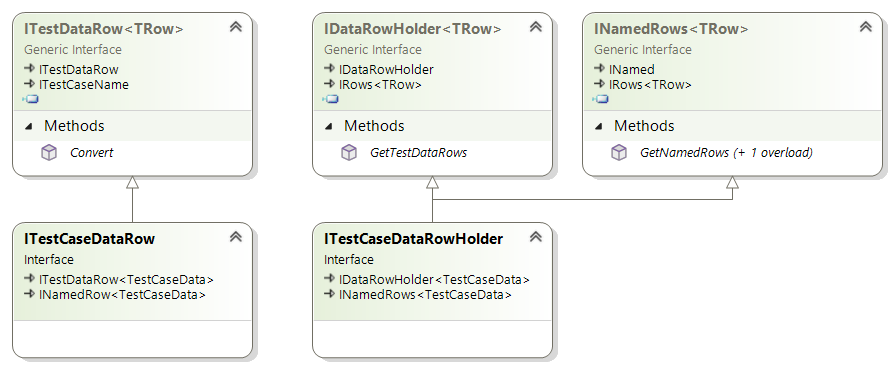 ITestDataRow<TRow>
Generic Interface
ITestDataRow
ITestCaseName
Methods
Convert
IDataRowHolder<TRow>
Generic Interface
IDataRowHolder
IRows<TRow>
Methods
GetTestDataRows
INamedRows<TRow>
Generic Interface
INamed
IRows<TRow>
Methods
GetNamedRows (+ 1 overload)
ITestCaseDataRow
Interface
ITestDataRow<TestCaseData>
INamedRow<TestCaseData>
ITestCaseDataRowHolder
Interface
IDataRowHolder<TestCaseData>
INamedRows<TestCaseData>